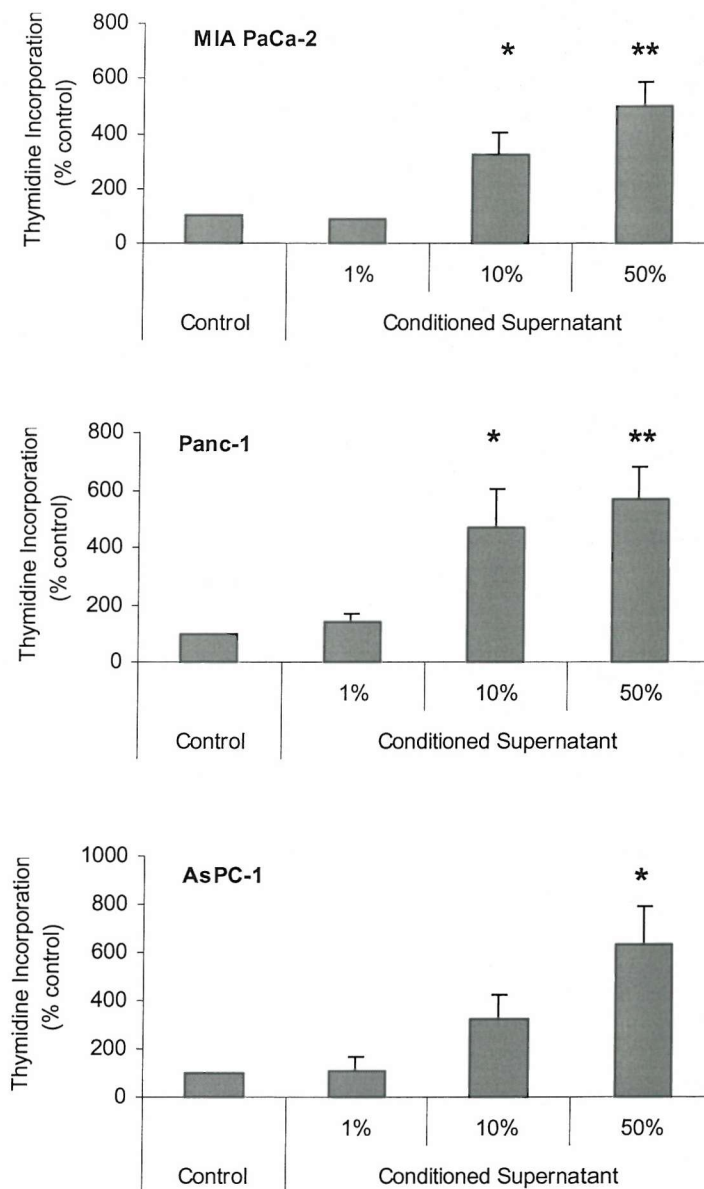 MIA PaCa-2
Thymidine Incorporation
(% control)
800
600
400
200
0
*
**
1%
10%
50%
Control
Conditioned Supernatant
Panc-1
Thymidine Incorporation
(% control)
800
600
400
200
0
*
**
1%
10%
50%
Control
Conditioned Supernatant
AsPC-1
Thymidine Incorporation
(% control)
1000
800
600
400
200
0
*
1%
10%
50%
Control
Conditioned Supernatant